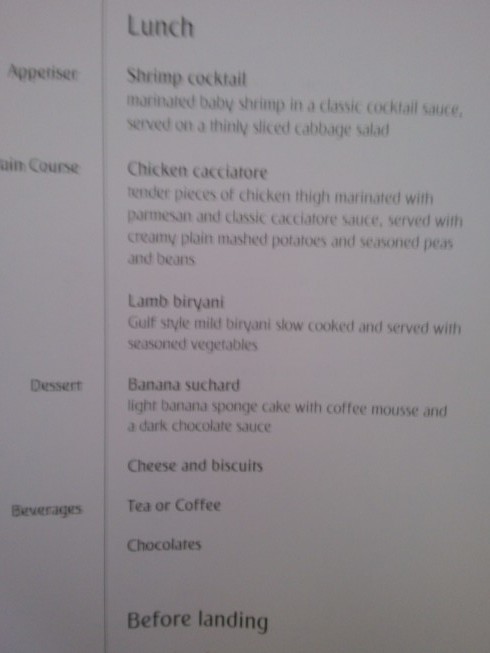 Lunch
Appetiser
Shrimp cocktail
marinated baby shrimp in a classic cocktail sauce,
served on a thinly sliced cabbage salad
ain Course
Chicken cacciatore
tender pieces of chicken thigh marinated with
parmesan and classic cacciatore sauce, served with
creamy plain mashed potatoes and seasoned peas
and beans
Lamb biryani
Gulf style mild biryani slow cooked and served with
seasoned vegetables
Dessert
Banana suchard
light banana sponge cake with coffee mousse and
a dark chocolate sauce
Cheese and biscuits
Beverages
Tea or Coffee
Chocolates
Before landing